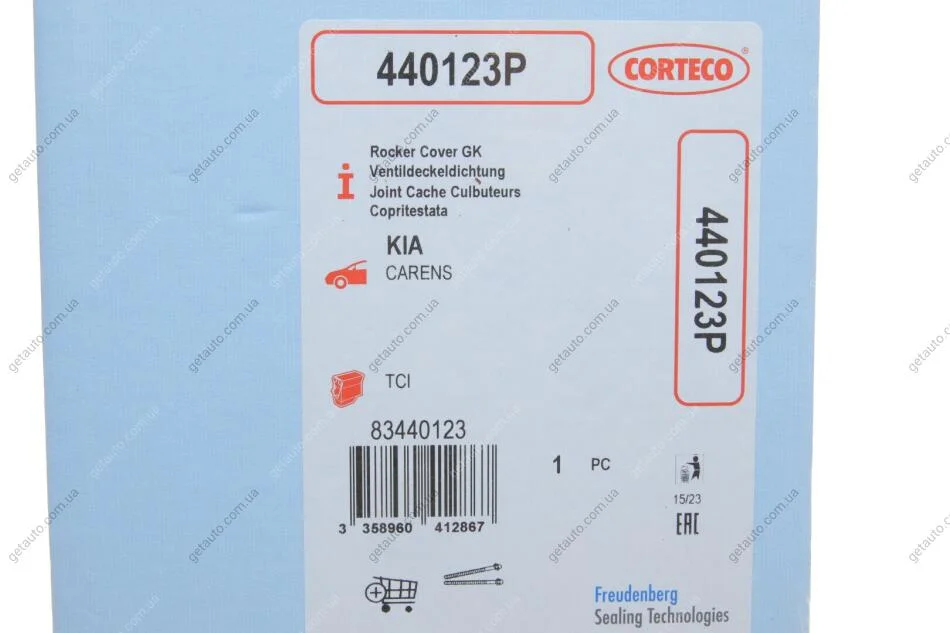 440123P
CORTECO®
Rocker Cover GK
Ventildeckeldichtung
Joint Cache Culbuteurs
Copritestata
KIA
CARENS
440123P
TCI
83440123
1 PC
15/23
EAC
3 358960 412867
Freudenberg
Sealing Technologies
getauto.com.ua